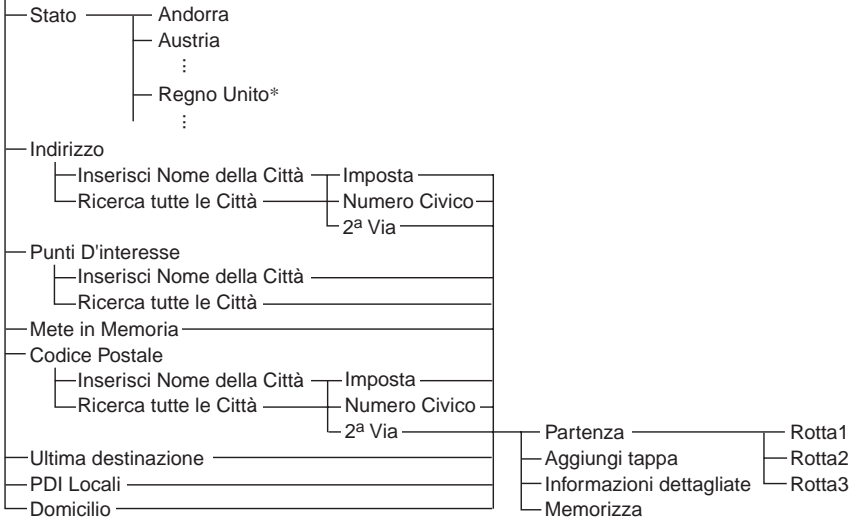 Stato
Andorra
Austria
⋮
Regno Unito*
⋮
Indirizzo
Inserisci Nome della Città
Imposta
Ricerca tutte le Città
Numero Civico
2ª Via
Punti D'interesse
Inserisci Nome della Città
Ricerca tutte le Città
Mete in Memoria
Codice Postale
Inserisci Nome della Città
Imposta
Ricerca tutte le Città
Numero Civico
2ª Via
Partenza
Rotta1
Ultima destinazione
Aggiungi tappa
Rotta2
PDI Locali
Informazioni dettagliate
Rotta3
Domicilio
Memorizza